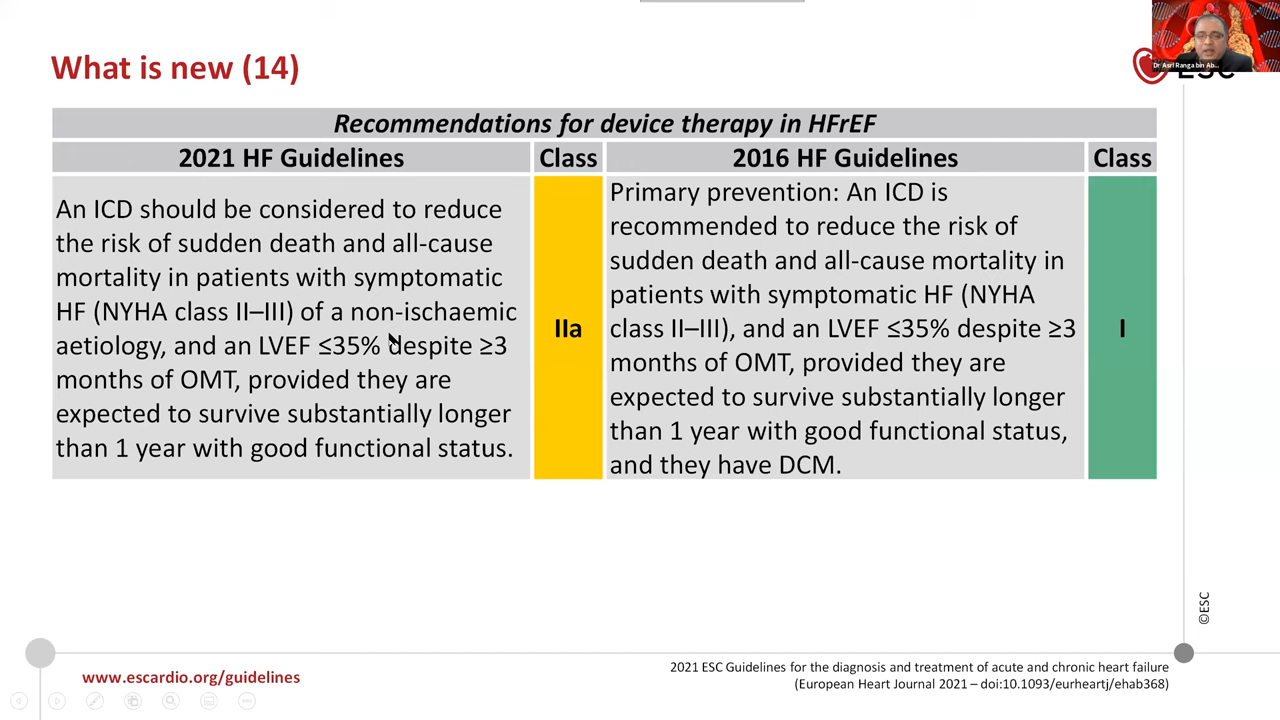 What is new (14)
Dr Asri Ranga bin Ab...
ESC
Recommendations for device therapy in HFrEF
2021 HF Guidelines
Class
2016 HF Guidelines
Class
An ICD should be considered to reduce
the risk of sudden death and all-cause
mortality in patients with symptomatic
HF (NYHA class II–III) of a non-ischaemic
aetiology, and an LVEF ≤35% despite ≥3
months of OMT, provided they are
expected to survive substantially longer
than 1 year with good functional status.
IIa
Primary prevention: An ICD is
recommended to reduce the risk of
sudden death and all-cause mortality in
patients with symptomatic HF (NYHA
class II–III), and an LVEF ≤35% despite ≥3
months of OMT, provided they are
expected to survive substantially longer
than 1 year with good functional status,
and they have DCM.
I
©ESC
www.escardio.org/guidelines
2021 ESC Guidelines for the diagnosis and treatment of acute and chronic heart failure
(European Heart Journal 2021 – doi:10.1093/eurheartj/ehab368)